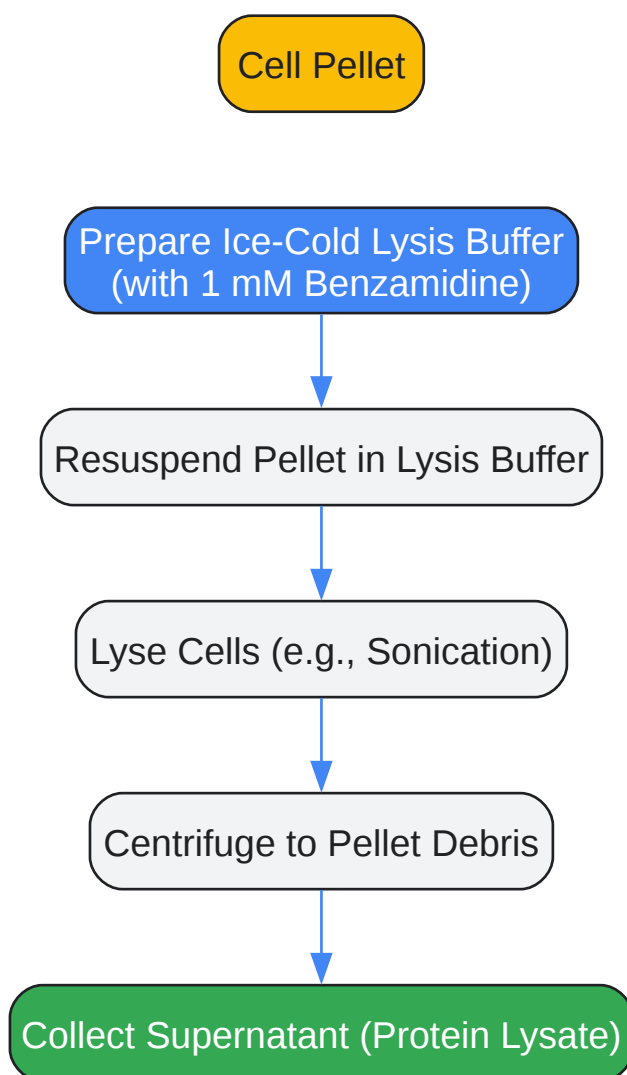 Cell Pellet
Prepare Ice-Cold Lysis Buffer
(with 1 mM Benzamidine)
Resuspend Pellet in Lysis Buffer
Lyse Cells (e.g., Sonication)
Centrifuge to Pellet Debris
Collect Supernatant (Protein Lysate)